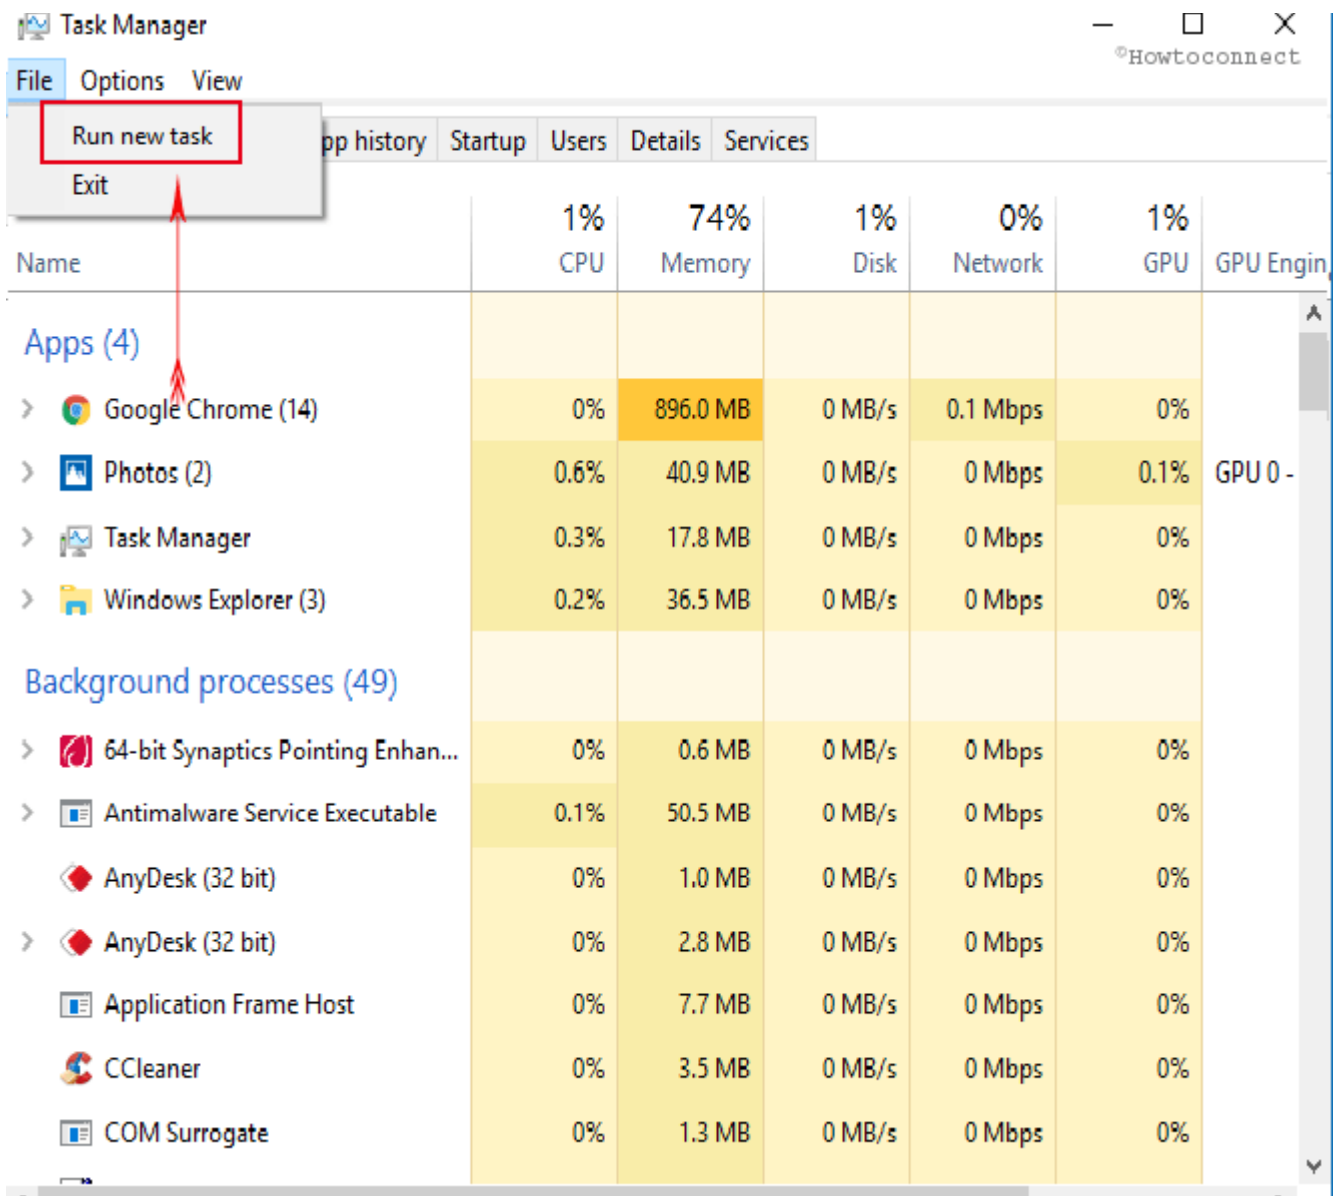 Task Manager
©Howtoconnect
File Options View
Run new task
Exit
pp history Startup Users Details Services
1% 74% 1% 0% 1%
Name CPU Memory Disk Network GPU GPU Engin
Apps (4)
Google Chrome (14) 0% 896.0 MB 0 MB/s 0.1 Mbps 0%
Photos (2) 0.6% 40.9 MB 0 MB/s 0 Mbps 0.1% GPU 0 -
Task Manager 0.3% 17.8 MB 0 MB/s 0 Mbps 0%
Windows Explorer (3) 0.2% 36.5 MB 0 MB/s 0 Mbps 0%
Background processes (49)
64-bit Synaptics Pointing Enhan... 0% 0.6 MB 0 MB/s 0 Mbps 0%
Antimalware Service Executable 0.1% 50.5 MB 0 MB/s 0 Mbps 0%
AnyDesk (32 bit) 0% 1.0 MB 0 MB/s 0 Mbps 0%
AnyDesk (32 bit) 0% 2.8 MB 0 MB/s 0 Mbps 0%
Application Frame Host 0% 7.7 MB 0 MB/s 0 Mbps 0%
CCleaner 0% 3.5 MB 0 MB/s 0 Mbps 0%
COM Surrogate 0% 1.3 MB 0 MB/s 0 Mbps 0%